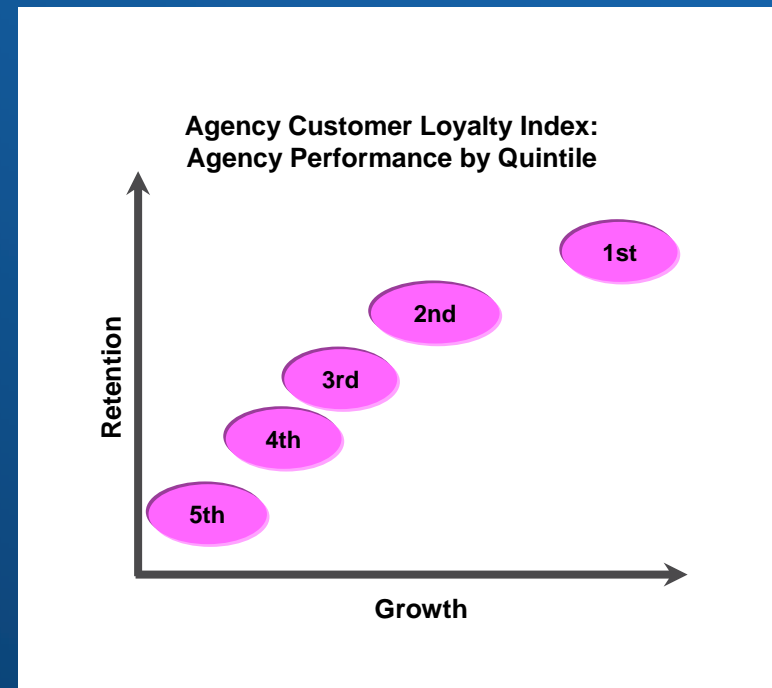 Agency Customer Loyalty Index:
Agency Performance by Quintile
1st
2nd
3rd
4th
5th
Retention
Growth